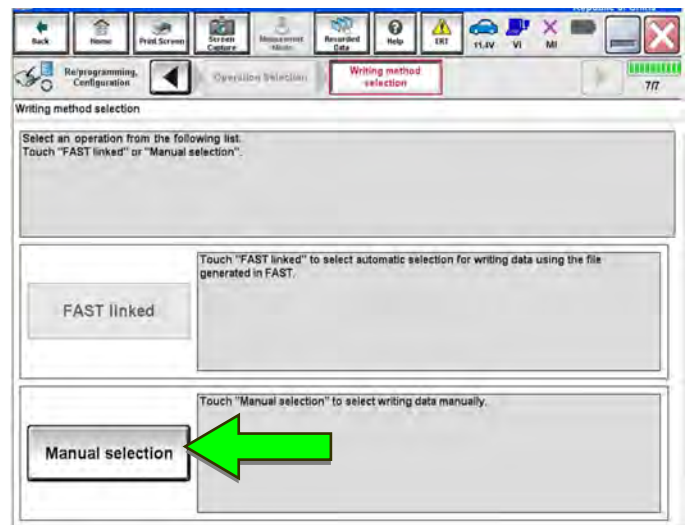 Back
Home
Print Screen
Screen
Capture
Measurement
Mode
Recorded
Data
Help
ERT
11.4V
VI
MI
Re/programming,
Configuration
Operation Selection
Writing method
selection
7/7
Writing method selection
Select an operation from the following list.
Touch "FAST linked" or "Manual selection".
FAST linked
Touch "FAST linked" to select automatic selection for writing data using the file
generated in FAST.
Manual selection
Touch "Manual selection" to select writing data manually.